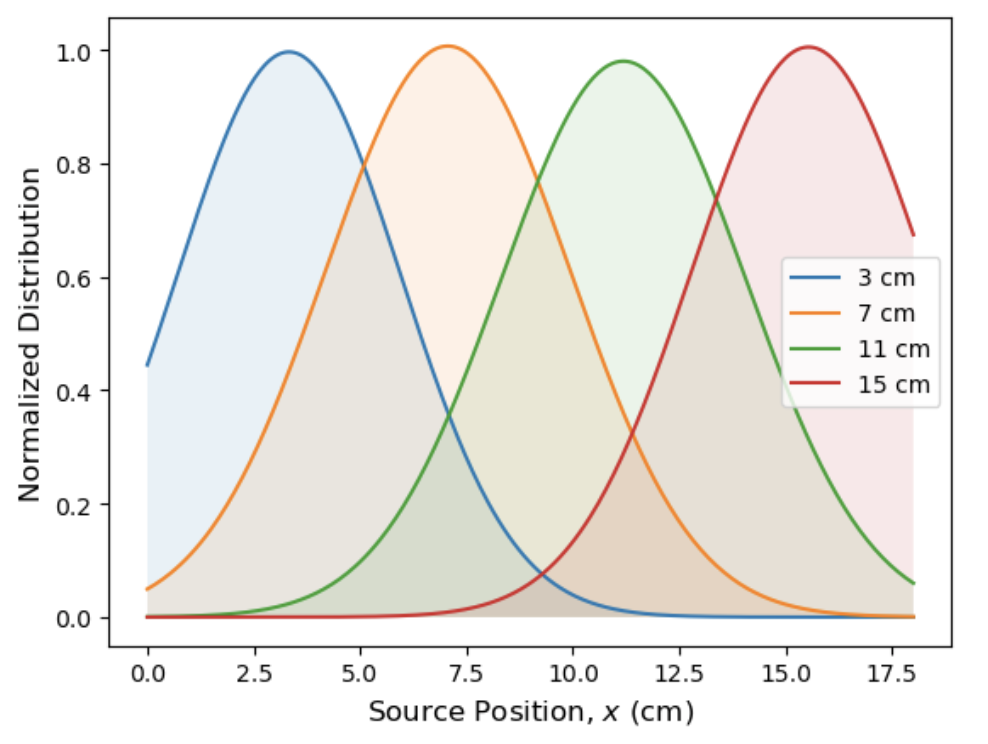 Normalized Distribution
1.0
0.8
0.6
0.4
0.2
0.0
3 cm
7 cm
11 cm
15 cm
0.0 2.5 5.0 7.5 10.0 12.5 15.0 17.5
Source Position, x (cm)